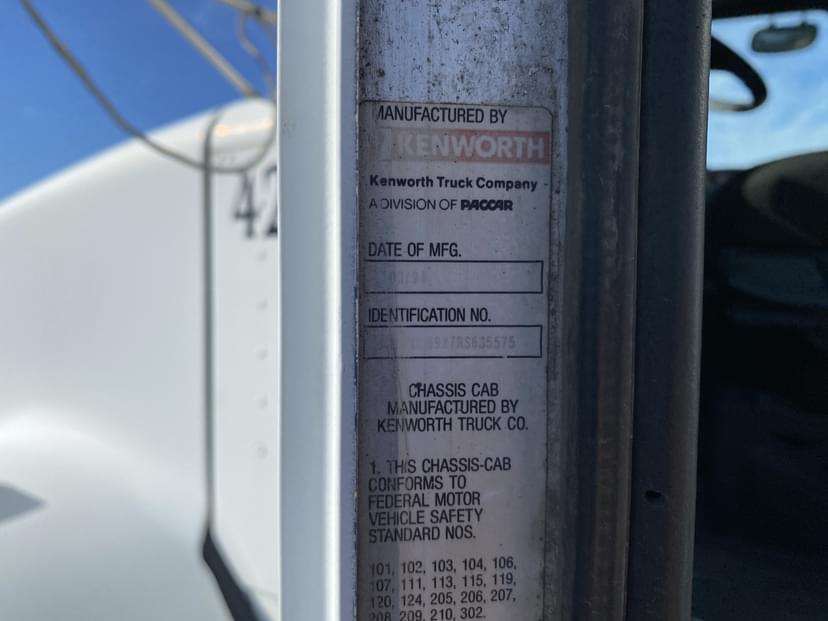 42
MANUFACTURED BY
KENWORTH
Kenworth Truck Company
A DIVISION OF PACCAR
DATE OF MFG.
IDENTIFICATION NO.
9X7RS635575
CHASSIS CAB
MANUFACTURED BY
KENWORTH TRUCK CO.
1. THIS CHASSIS-CAB
CONFORMS TO
FEDERAL MOTOR
VEHICLE SAFETY
STANDARD NOS.
101, 102, 103, 104, 106,
107, 111, 113, 115, 119,
120, 124, 205, 206, 207,
208, 209, 210, 302.